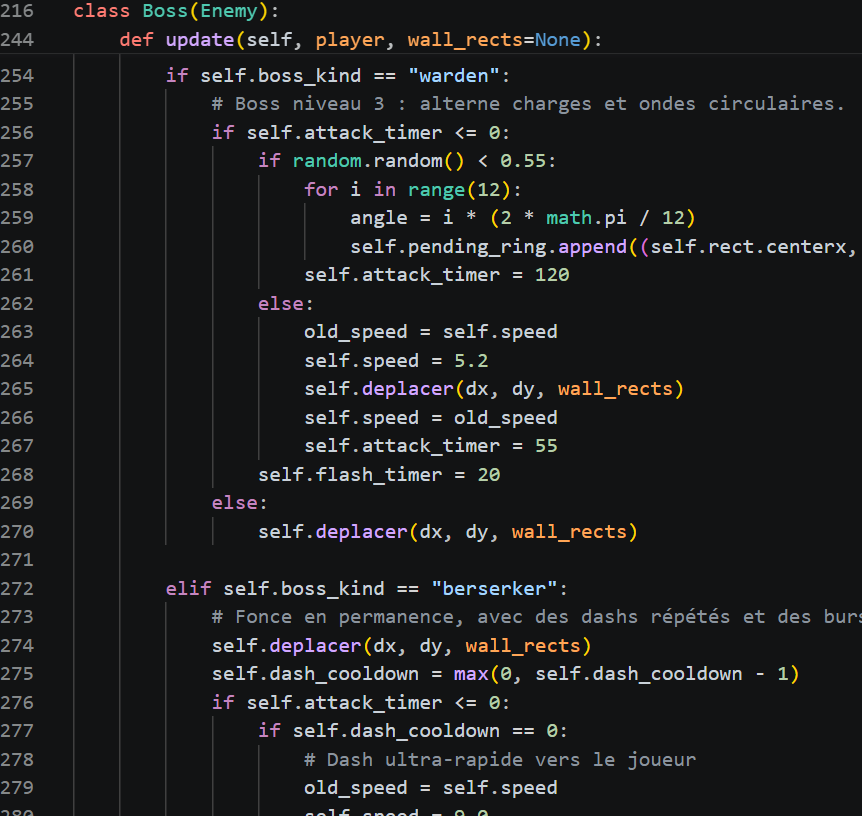 216 class Boss(Enemy):
244 def update(self, player, wall_rects=None):
254 if self.boss_kind == "warden":
255 # Boss niveau 3 : alterne charges et ondes circulaires.
256 if self.attack_timer <= 0:
257 if random.random() < 0.55:
258 for i in range(12):
259 angle = i * (2 * math.pi / 12)
260 self.pending_ring.append((self.rect.centerx,
261 self.attack_timer = 120
262 else:
263 old_speed = self.speed
264 self.speed = 5.2
265 self.deplacer(dx, dy, wall_rects)
266 self.speed = old_speed
267 self.attack_timer = 55
268 self.flash_timer = 20
269 else:
270 self.deplacer(dx, dy, wall_rects)
271
272 elif self.boss_kind == "berserker":
273 # Fonce en permanence, avec des dashs répétés et des
274 self.deplacer(dx, dy, wall_rects)
275 self.dash_cooldown = max(0, self.dash_cooldown - 1)
276 if self.attack_timer <= 0:
277 if self.dash_cooldown == 0:
278 # Dash ultra-rapide vers le joueur
279 old_speed = self.speed
280 self.speed =